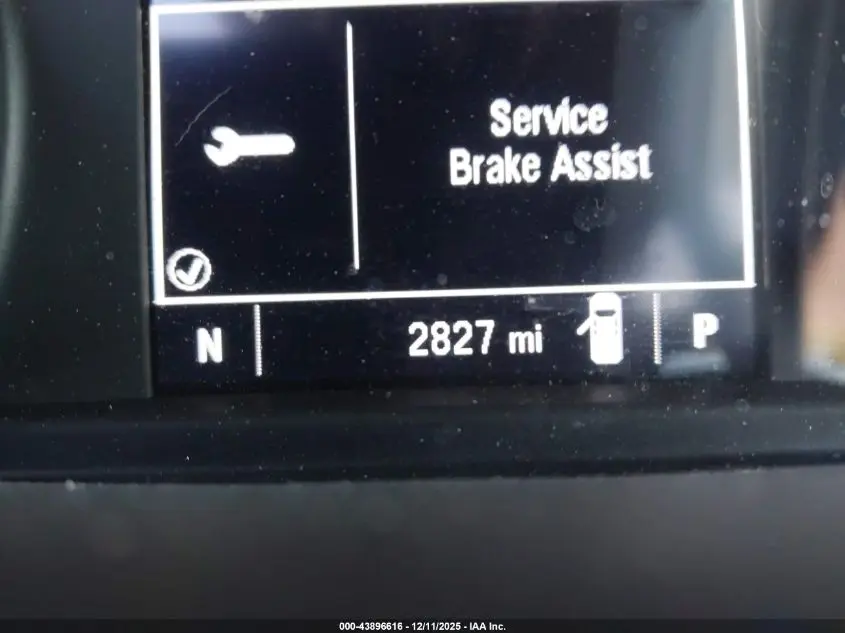 Service
Brake Assist
N 2827 mi P
000-43896616 - 12/11/2025 - IAA Inc.